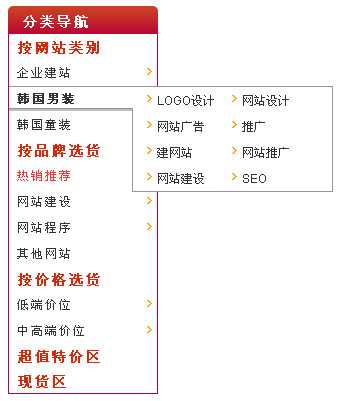 分类导航
按网站类别
企业建站
韩国男装
LOGO设计 网站设计
韩国童装
网站广告 推广
按品牌选货
建网站 网站推广
热销推荐
网站建设 SEO
网站建设
网站程序
其他网站
按价格选货
低端价位
中高端价位
超值特价区
现货区